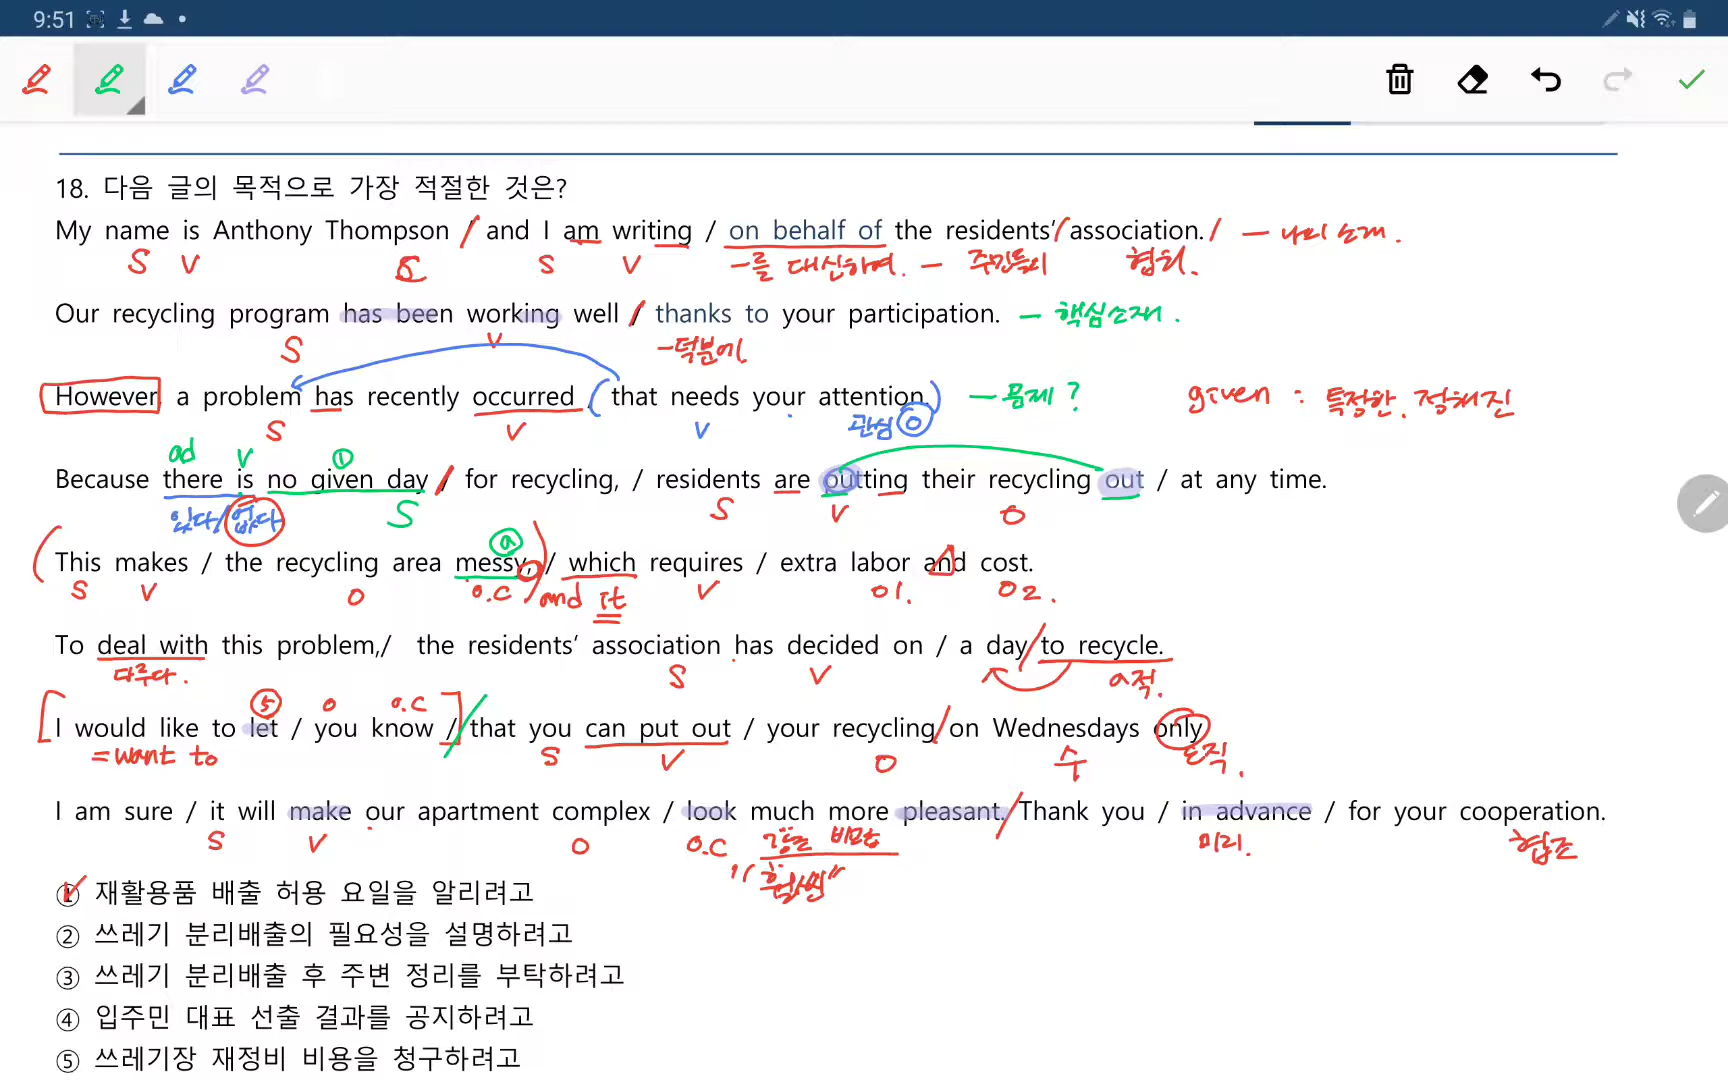 9:51
18. 다음 글의 목적으로 가장 적절한 것은?
My name is Anthony Thompson / and I am writing / on behalf of the residents' / association. / - 나의 소개.
S V C S V -를 대신하여. - 주민들의 협회.
Our recycling program has been working well / thanks to your participation. - 핵심소재.
S V -덕분에.
However, a problem has recently occurred (that needs your attention.) - 문제? given : 특정한. 정해진
S V V 관심 O
ad V ①
Because there is no given day / for recycling, / residents are putting their recycling out / at any time.
있다/없다 S S V O
a
(This makes / the recycling area messy,) / which requires / extra labor and cost.
S V O O.C and it V O1. O2.
To deal with this problem,/ the residents' association has decided on / a day / to recycle.
다루다. S V a적.
⑤ O O.C
[I would like to let / you know /] that you can put out / your recycling / on Wednesdays only
=want to S V O 수 오직.
I am sure / it will make our apartment complex / look much more pleasant. / Thank you / in advance / for your cooperation.
S V O O.C 비교급 미리. 협조
"훨씬"
① 재활용품 배출 허용 요일을 알리려고
② 쓰레기 분리배출의 필요성을 설명하려고
③ 쓰레기 분리배출 후 주변 정리를 부탁하려고
④ 입주민 대표 선출 결과를 공지하려고
⑤ 쓰레기장 재정비 비용을 청구하려고